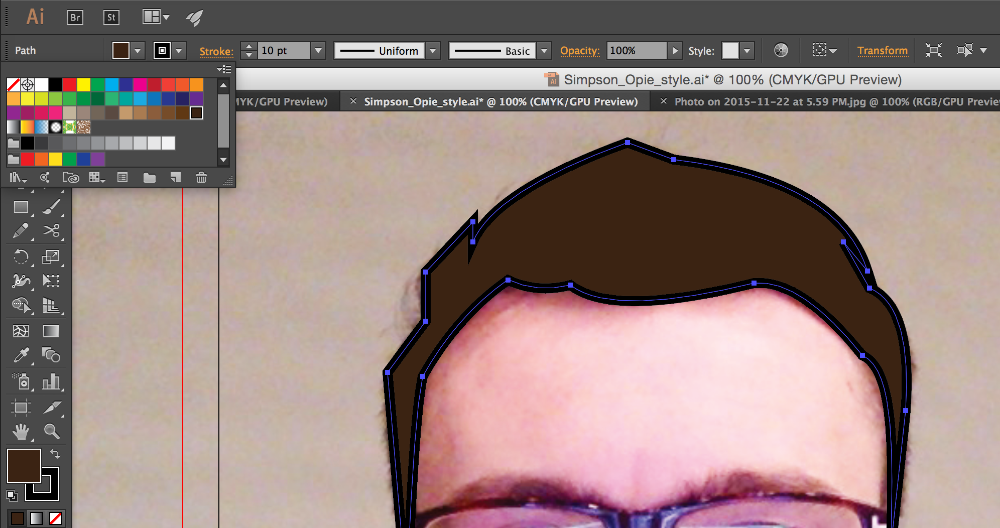 Ai Br St
Path Stroke: 10 pt Uniform Basic Opacity: 100% Style: Transform
Ai Simpson_Opie_style.ai* @ 100% (CMYK/GPU Preview)
MYK/GPU Preview) × Simpson_Opie_style.ai* @ 100% (CMYK/GPU Preview) × Photo on 2015-11-22 at 5.59 PM.jpg @ 100% (RGB/GPU Previe